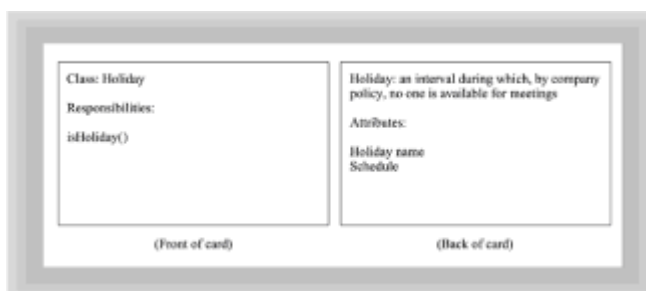 Class: Holiday
Responsibilities:
isHoliday()
(Front of card)
Holiday: an interval during which, by company
policy, no one is available for meetings
Attributes:
Holiday name
Schedule
(Back of card)